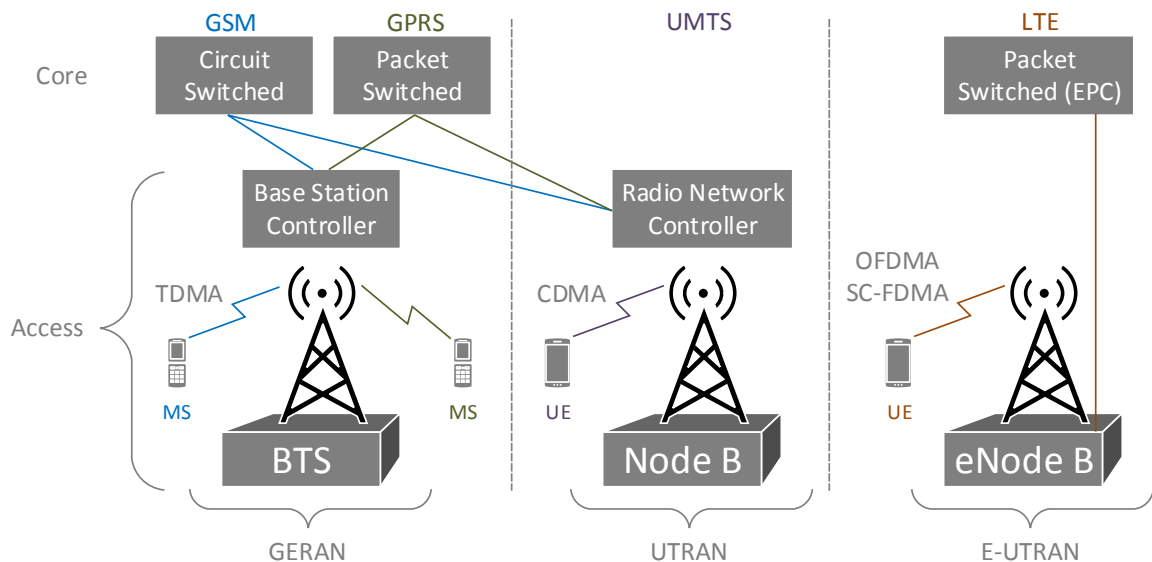 GSM
GPRS
UMTS
LTE
Core
Circuit
Switched
Packet
Switched
Packet
Switched (EPC)
Base Station
Controller
Radio Network
Controller
Access
TDMA
CDMA
OFDMA
SC-FDMA
MS
MS
UE
UE
BTS
Node B
eNode B
GERAN
UTRAN
E-UTRAN